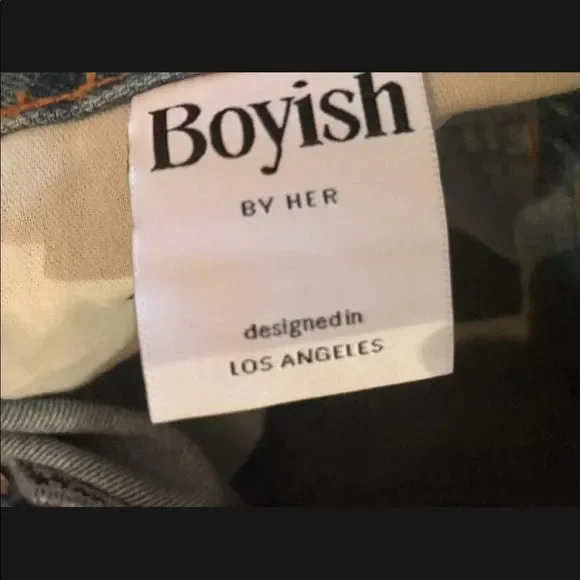 Boyish
BY HER
designed in
LOS ANGELES